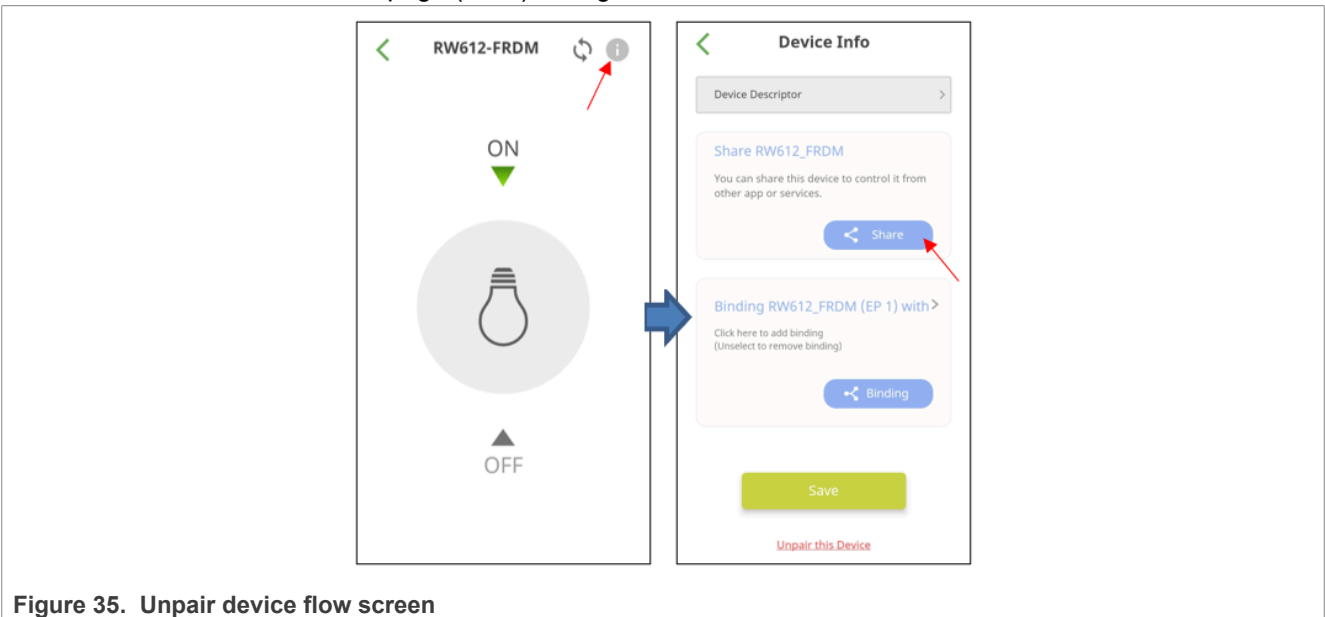 RW612-FRDM
ON
OFF
Device Info
Device Descriptor
Share RW612_FRDM
You can share this device to control it from
other app or services.
Share
Binding RW612_FRDM (EP 1) with
Click here to add binding
(Unselect to remove binding)
Binding
Save
Unpair this Device
Figure 35. Unpair device flow screen